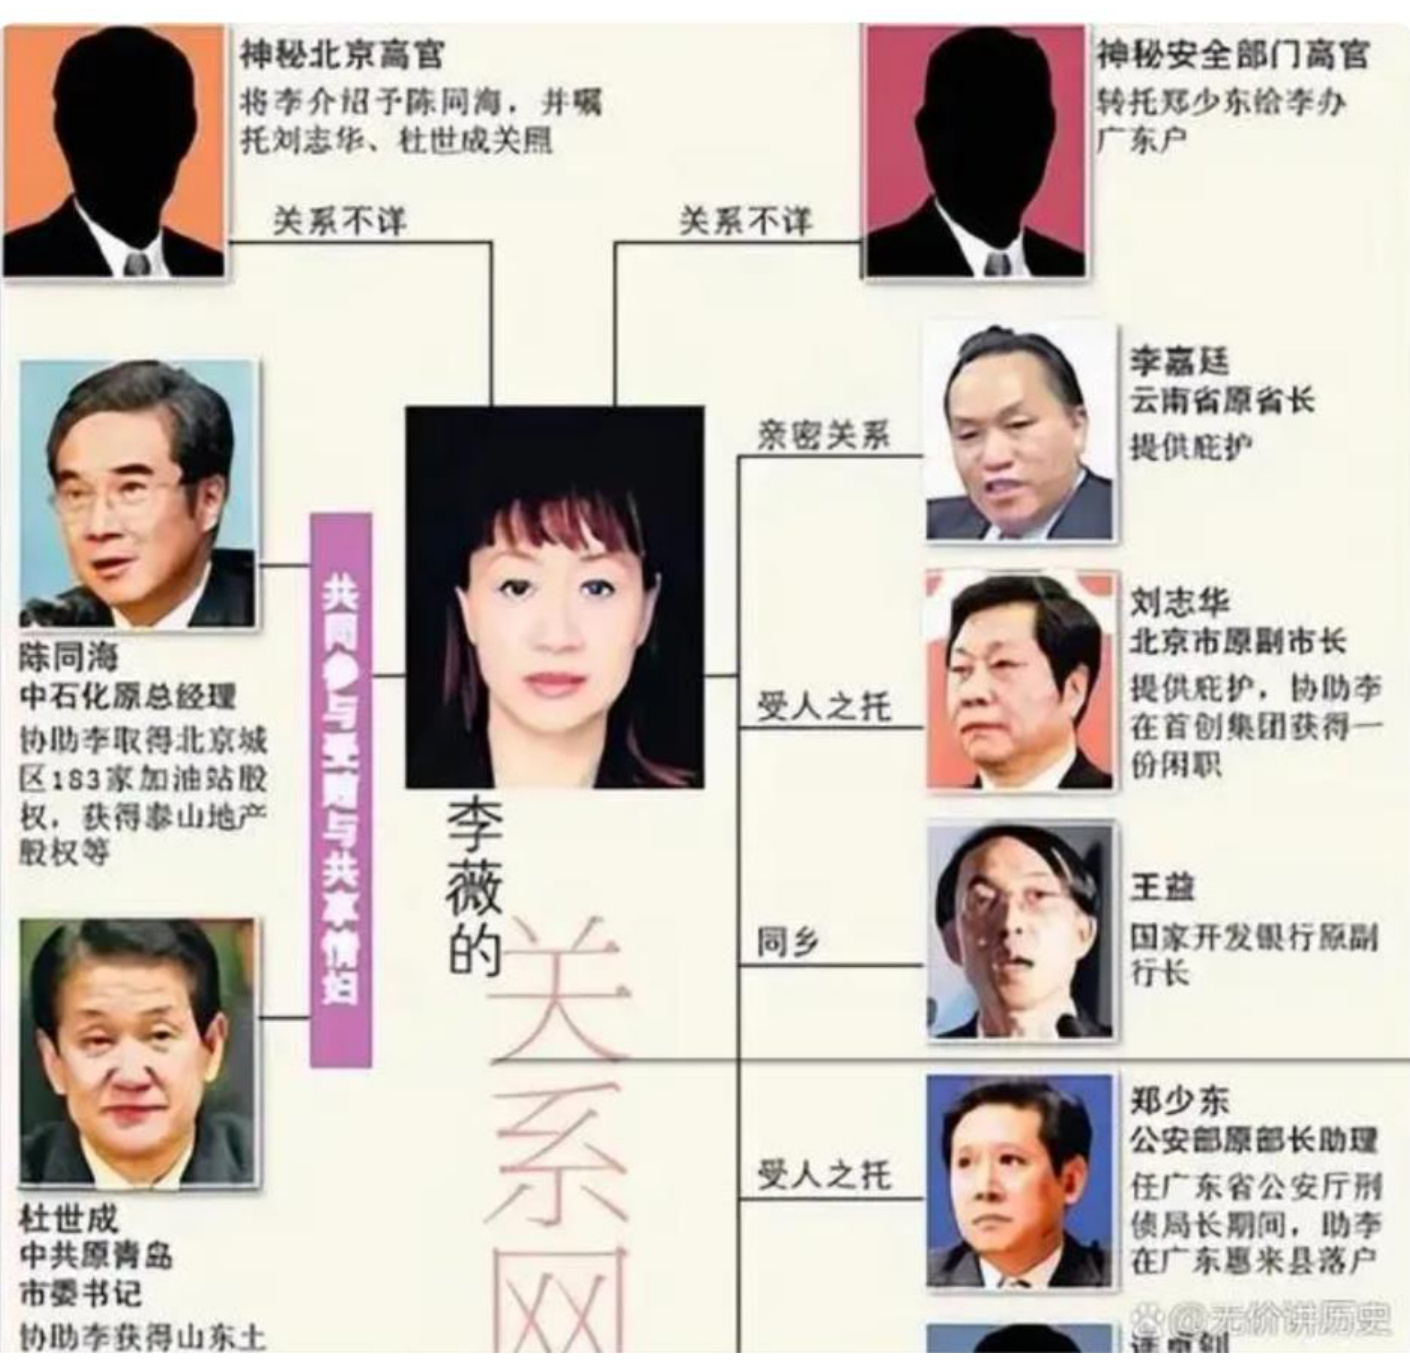 神秘北京高官
将李介绍予陈同海，并嘱
托刘志华、杜世成关照
关系不详
神秘安全部门高官
转托郑少东给李办
广东户
关系不详
陈同海
中石化原总经理
协助李取得北京城
区183家加油站股
权，获得泰山地产
股权等
共同参与平商与共享情妇
杜世成
中共原青岛
市委书记
协助李获得山东土
李薇的
关系网
亲密关系
李嘉廷
云南省原省长
提供庇护
受人之托
刘志华
北京市原副市长
提供庇护，协助李
在首创集团获得一
份闲职
同乡
王益
国家开发银行原副
行长
受人之托
郑少东
公安部原部长助理
任广东省公安厅刑
侦局长期间，助李
在广东惠来县落户
@无价讲历史